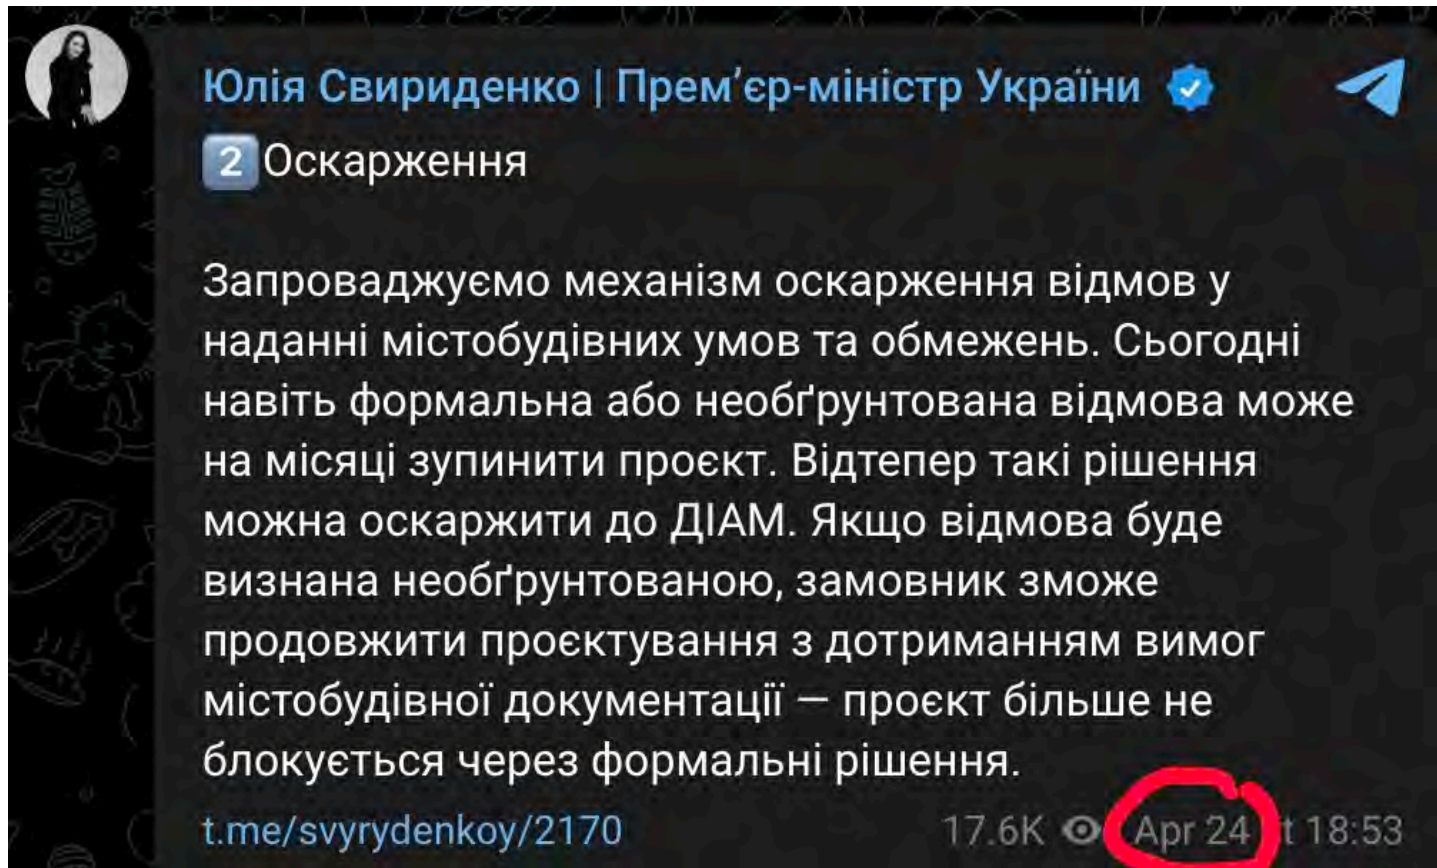 Юлія Свириденко | Прем’єр-міністр України
2 Оскарження
Запроваджуємо механізм оскарження відмов у
наданні містобудівних умов та обмежень. Сьогодні
навіть формальна або необґрунтована відмова може
на місяці зупинити проєкт. Відтепер такі рішення
можна оскаржити до ДІАМ. Якщо відмова буде
визнана необґрунтованою, замовник зможе
продовжити проєктування з дотриманням вимог
містобудівної документації — проєкт більше не
блокується через формальні рішення.
t.me/svyrydenkoy/2170 17.6K Apr 24 t 18:53